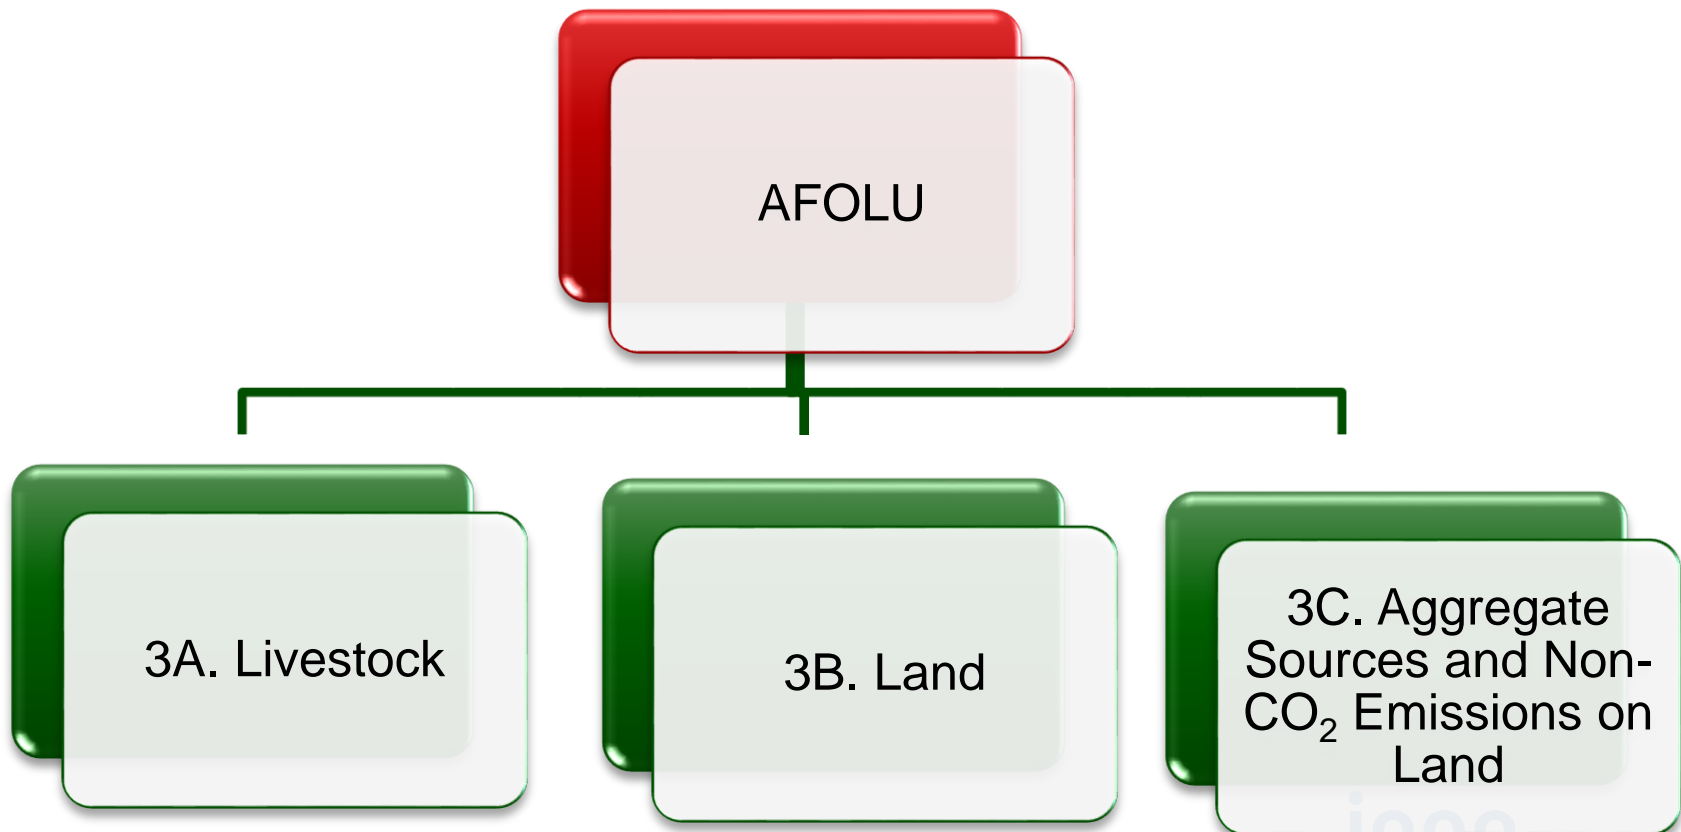 AFOLU
3A. Livestock
3B. Land
3C. Aggregate
Sources and Non-
CO₂ Emissions on
Land